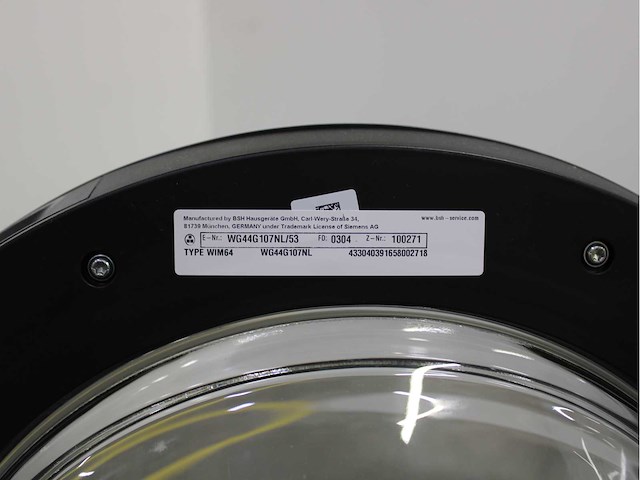 Manufactured by BSH Hausgeräte GmbH, Carl-Wery-Straße 34, www.bsh-service.com
81739 München, GERMANY under Trademark License of Siemens AG
E-Nr.: WG44G107NL/53 FD: 0304 Z-Nr.: 100271
TYPE WIM64 WG44G107NL 433040391658002718